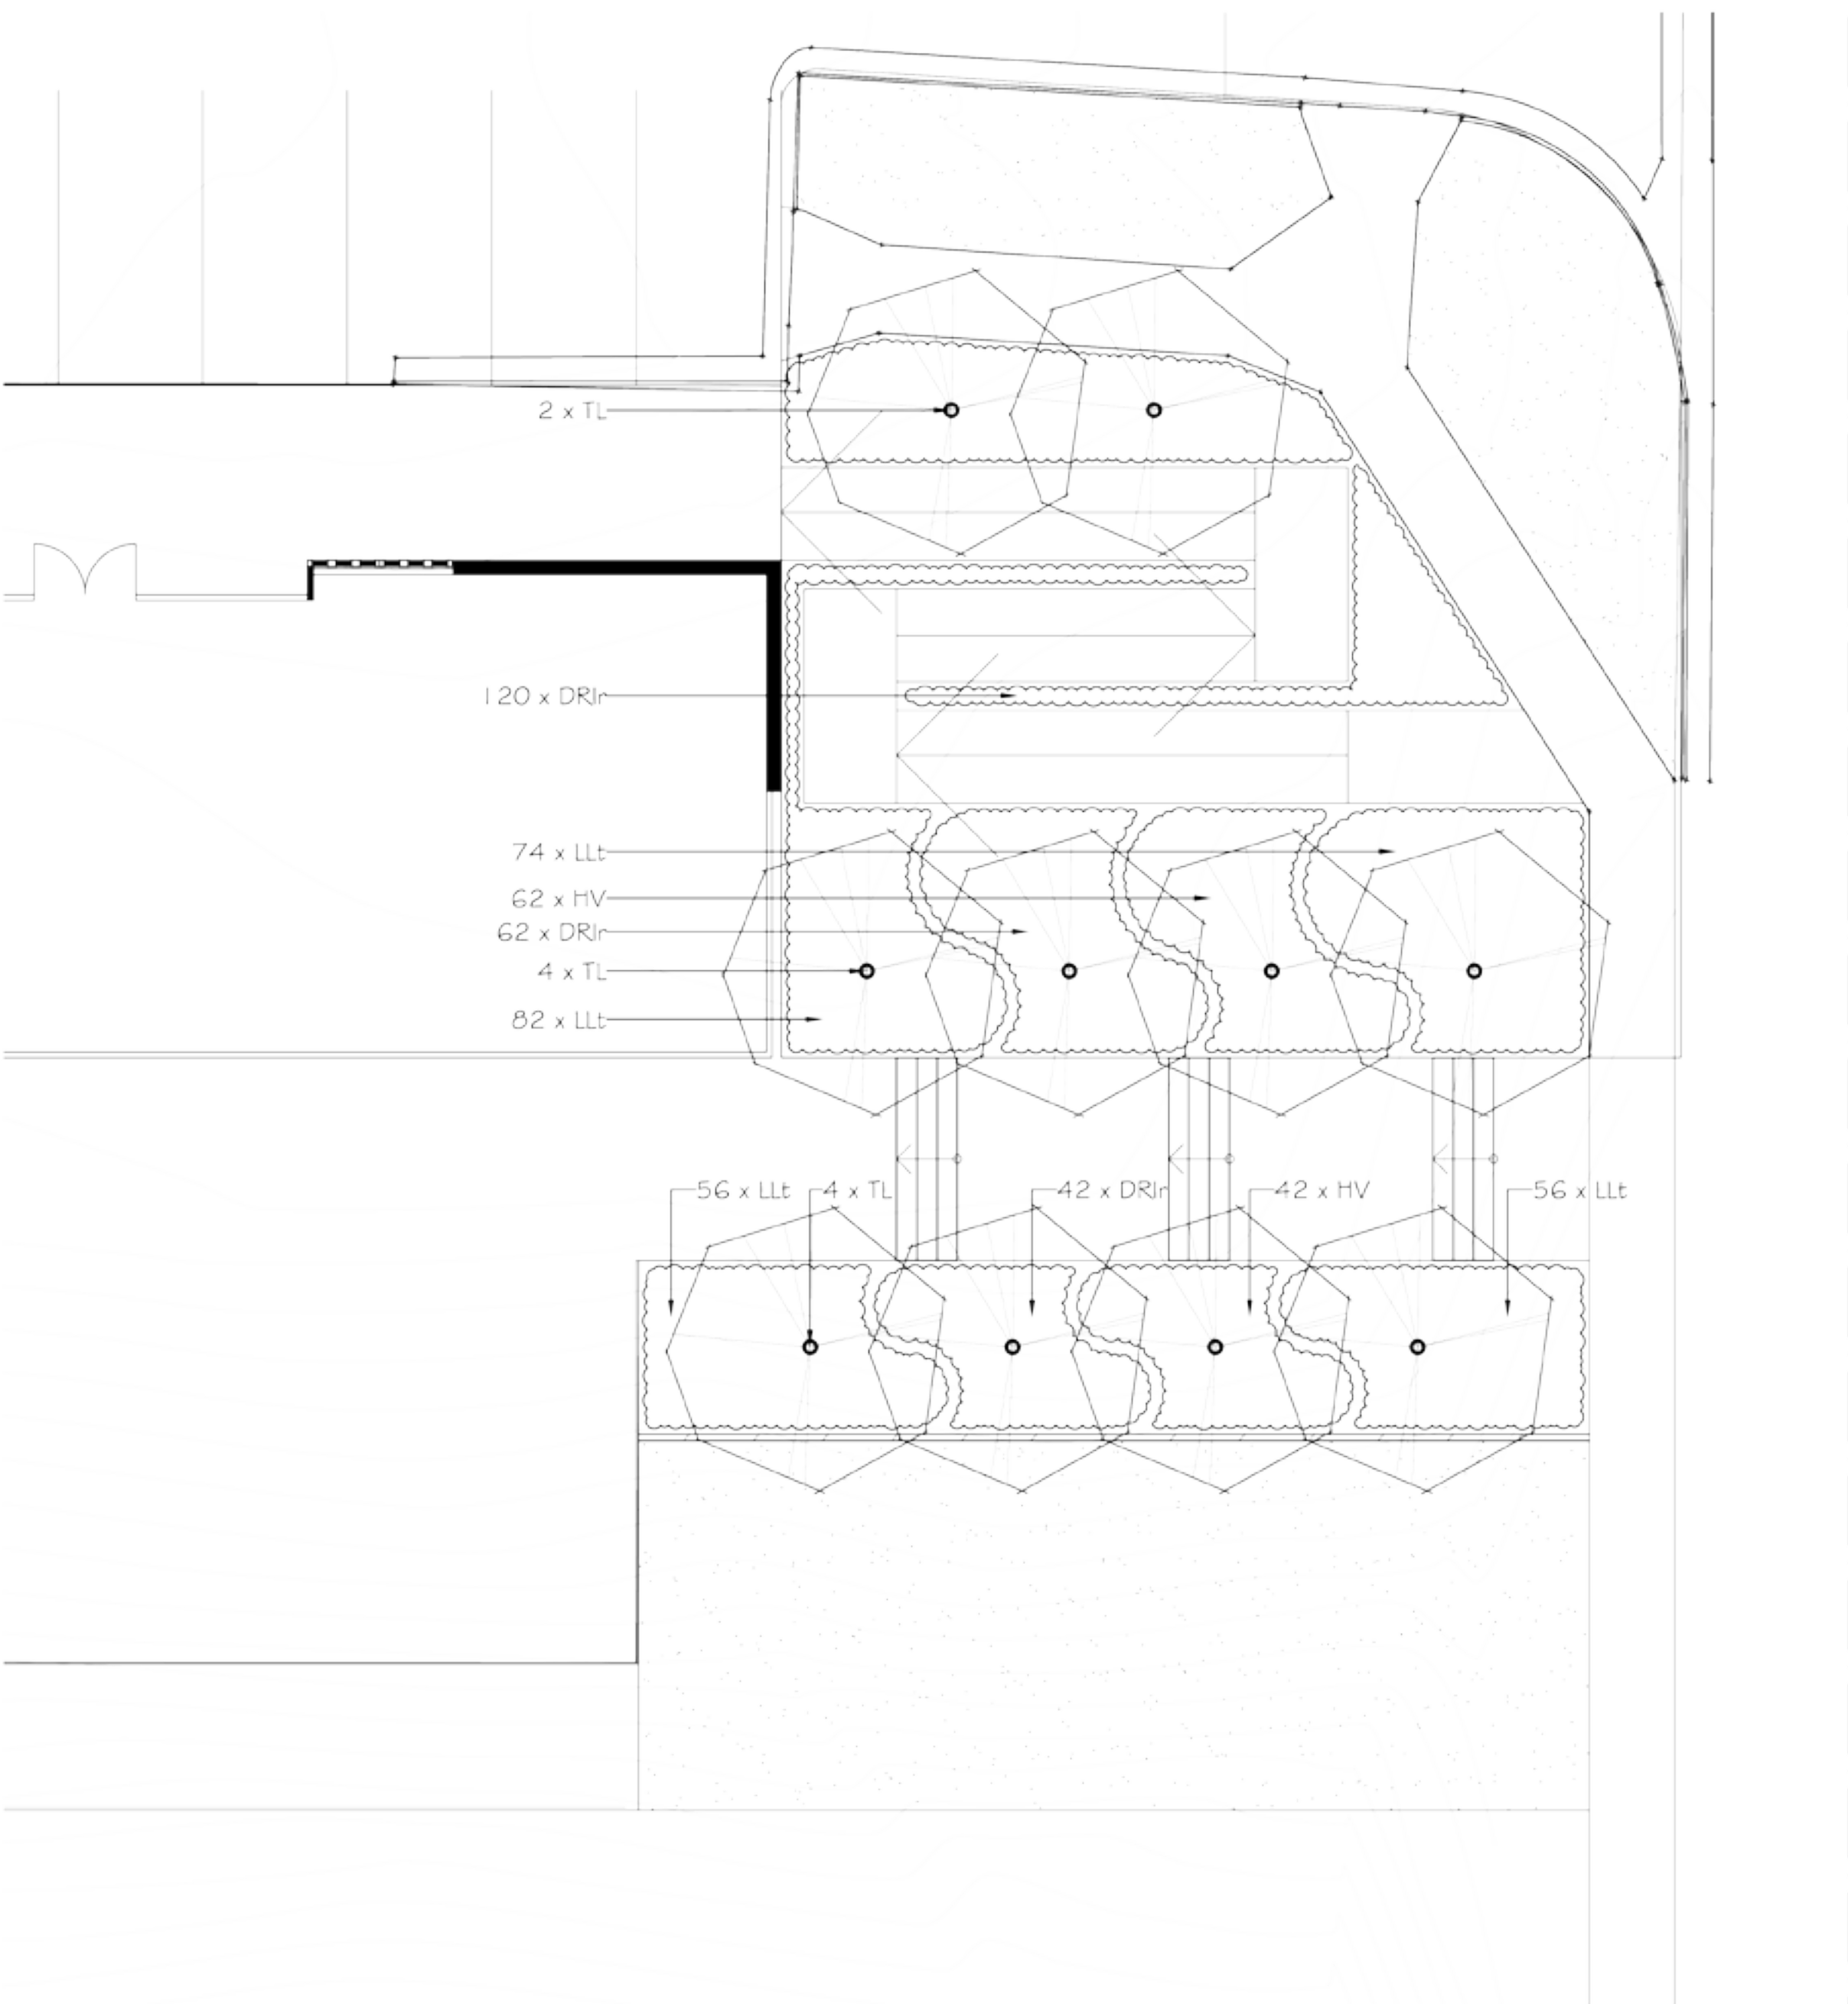 2 x TL
120 x DRIr
74 x LLt
62 x HV
62 x DRIr
4 x TL
82 x LLt
56 x LLt
4 x TL
42 x DRIr
42 x HV
56 x LLt